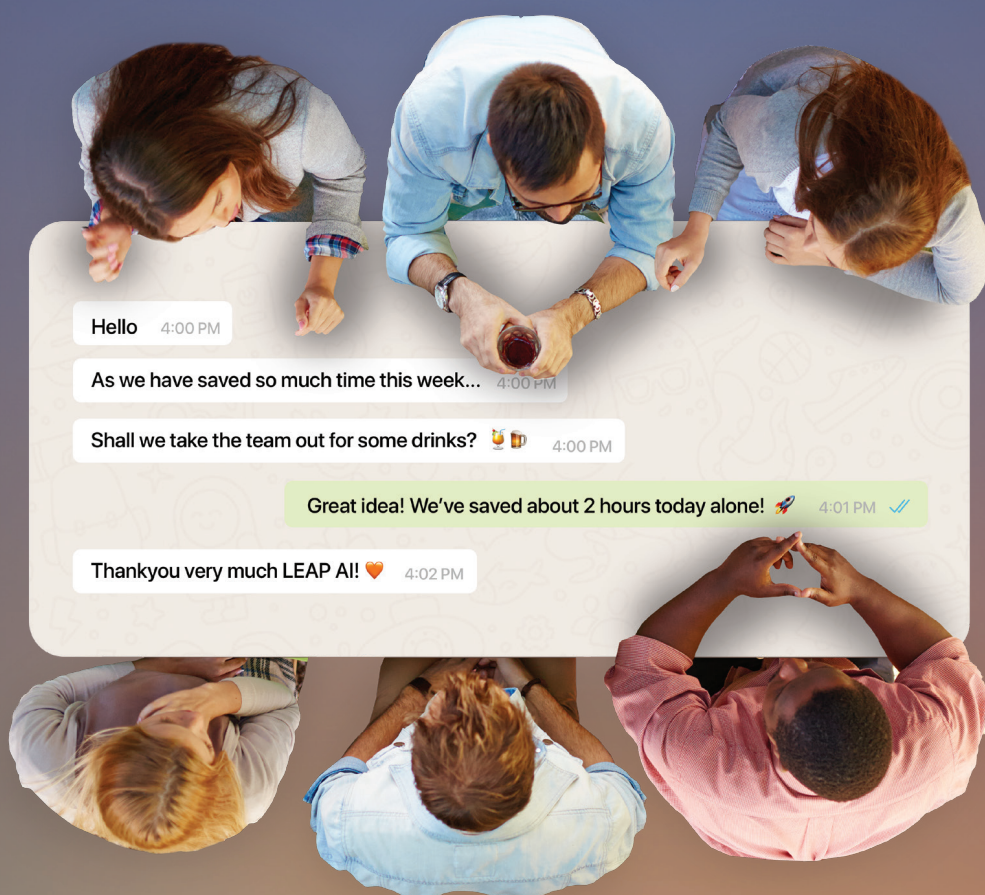 Hello 4:00 PM
As we have saved so much time this week... 4:00 PM
Shall we take the team out for some drinks? 🍹🍺 4:00 PM
Great idea! We’ve saved about 2 hours today alone! 🚀 4:01 PM
Thankyou very much LEAP AI! 🧡 4:02 PM